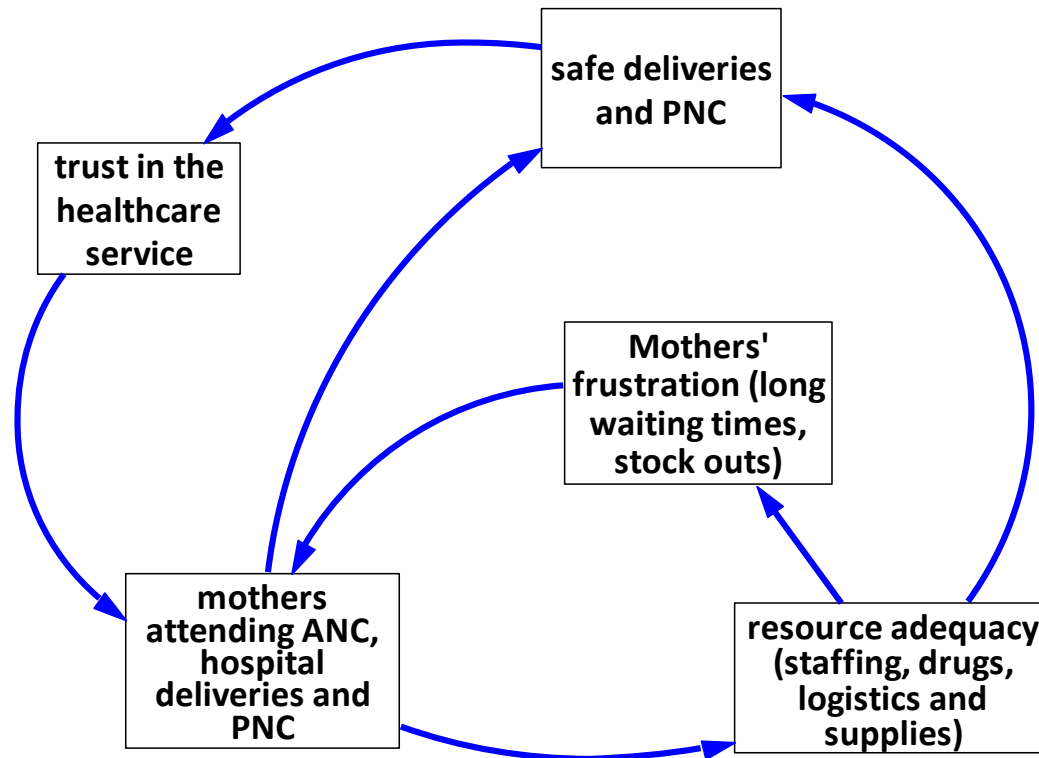 safe deliveries
and PNC
trust in the
healthcare
service
Mothers'
frustration (long
waiting times,
stock outs)
mothers
attending ANC,
hospital
deliveries and
PNC
resource adequacy
(staffing, drugs,
logistics and
supplies)